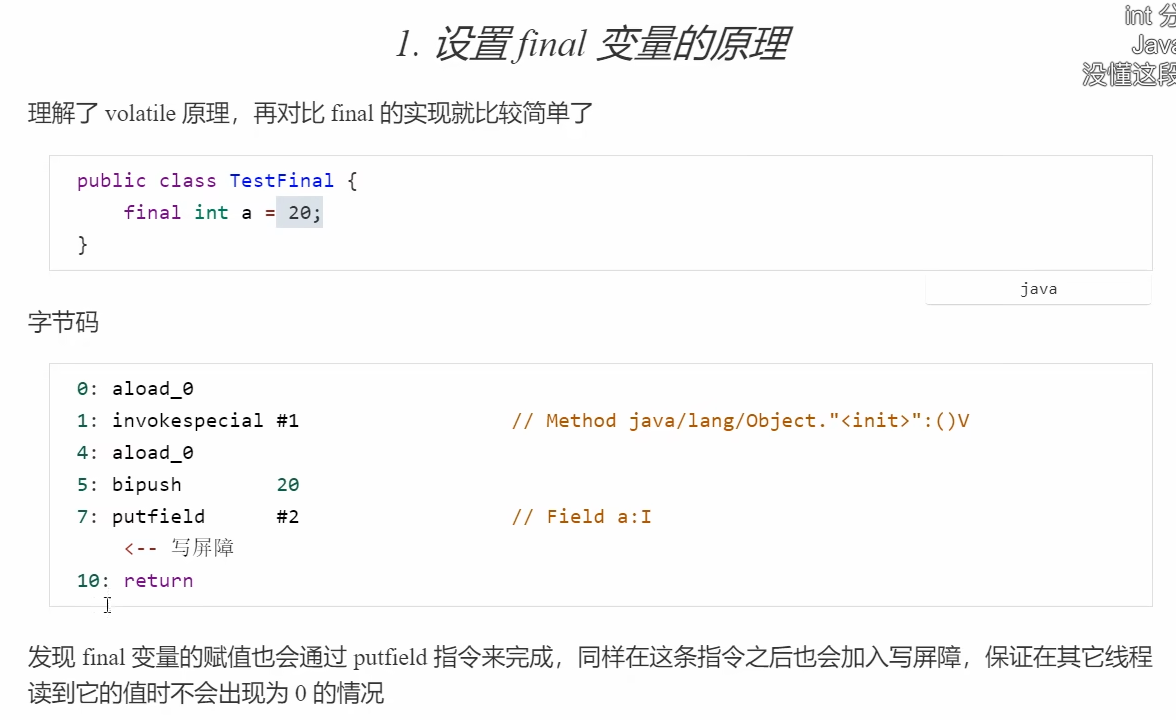 1. 设置 final 变量的原理
int 分
Java
没懂这段
理解了 volatile 原理，再对比 final 的实现就比较简单了
public class TestFinal {
    final int a = 20;
}
java
字节码
0: aload_0
1: invokespecial #1                  // Method java/lang/Object."<init>":()V
4: aload_0
5: bipush        20
7: putfield      #2                  // Field a:I
    <-- 写屏障
10: return
发现 final 变量的赋值也会通过 putfield 指令来完成，同样在这条指令之后也会加入写屏障，保证在其它线程
读到它的值时不会出现为 0 的情况